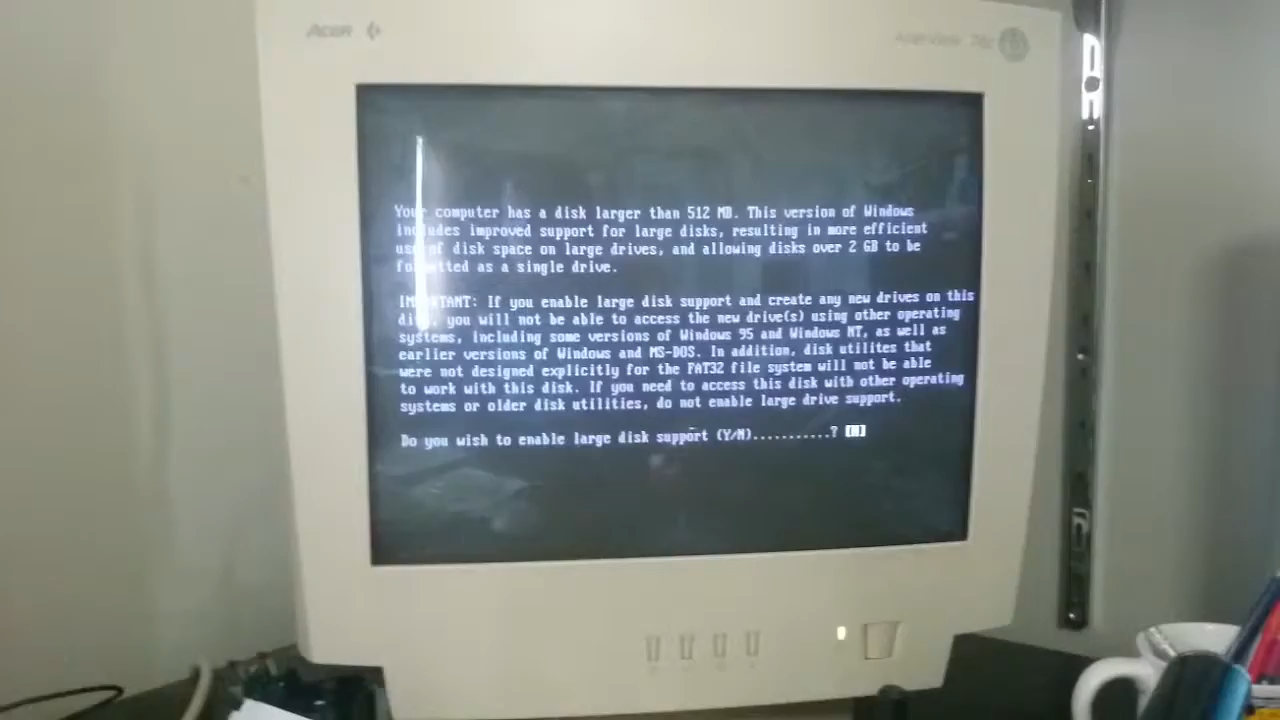 Acer
AcerView 76c
Your computer has a disk larger than 512 MB. This version of Windows
includes improved support for large disks, resulting in more efficient
use of disk space on large drives, and allowing disks over 2 GB to be
formatted as a single drive.
IMPORTANT: If you enable large disk support and create any new drives on this
disk, you will not be able to access the new drive(s) using other operating
systems, including some versions of Windows 95 and Windows NT, as well as
earlier versions of Windows and MS-DOS. In addition, disk utilites that
were not designed explicitly for the FAT32 file system will not be able
to work with this disk. If you need to access this disk with other operating
systems or older disk utilities, do not enable large drive support.
Do you wish to enable large disk support (Y/N)...........? [N]